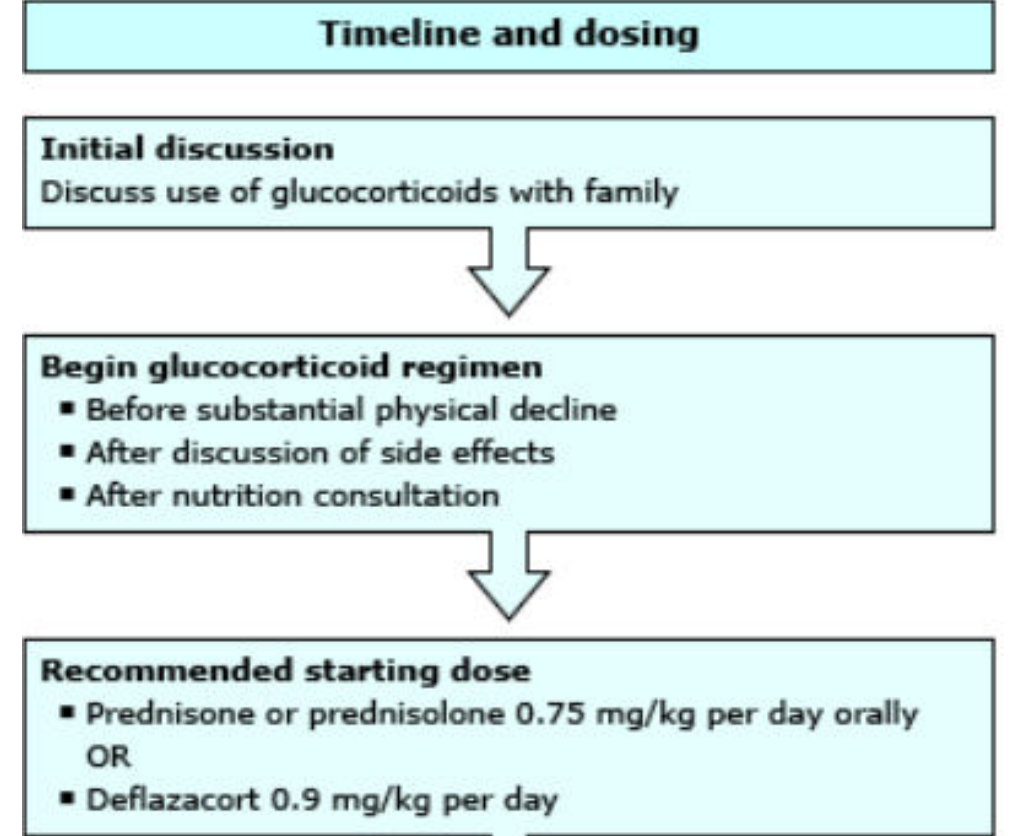 Timeline and dosing
Initial discussion
Discuss use of glucocorticoids with family
Begin glucocorticoid regimen
▪ Before substantial physical decline
▪ After discussion of side effects
▪ After nutrition consultation
Recommended starting dose
▪ Prednisone or prednisolone 0.75 mg/kg per day orally
OR
▪ Deflazacort 0.9 mg/kg per day